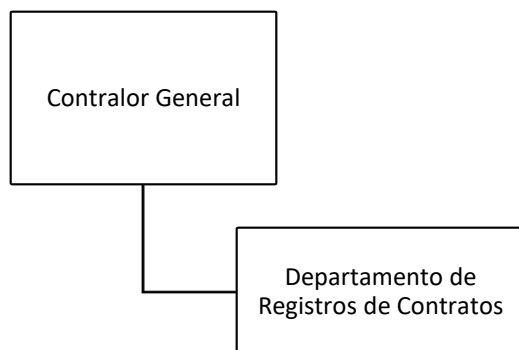 Contralor General
Departamento de
Registros de Contratos